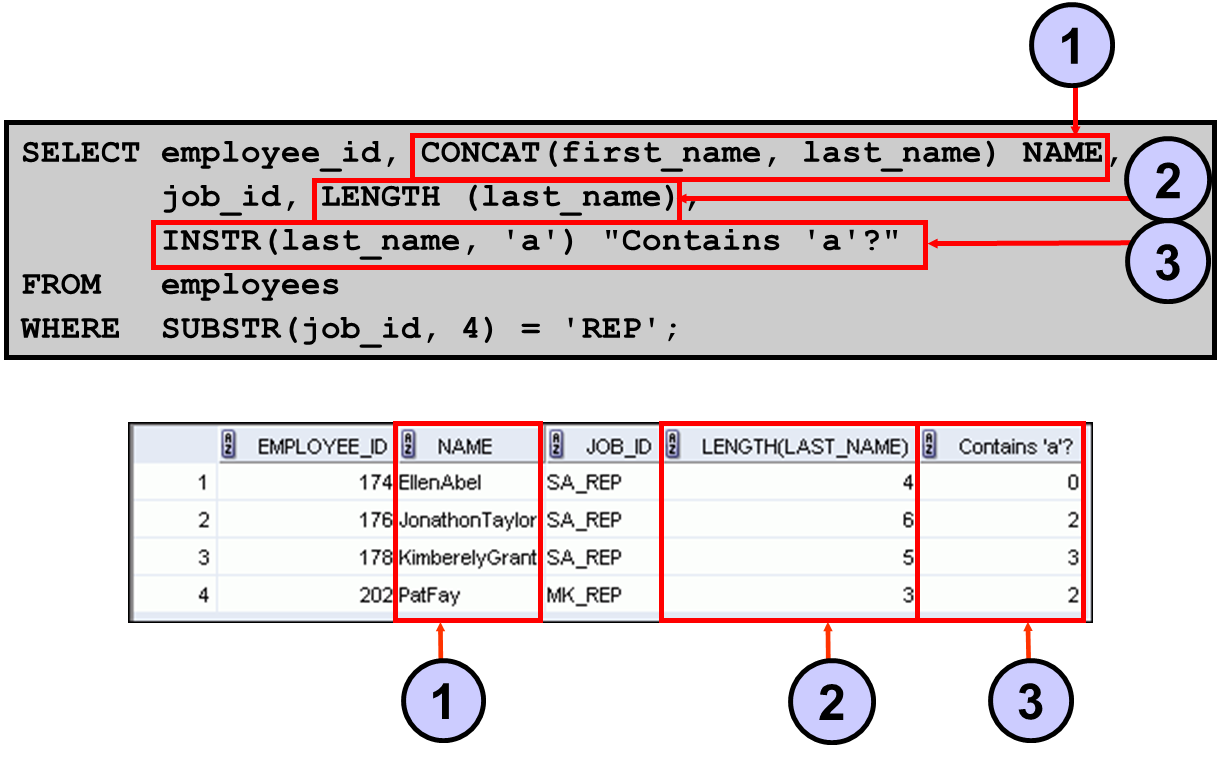 1
SELECT employee_id, CONCAT(first_name, last_name) NAME,
2
job_id, LENGTH (last_name),
INSTR(last_name, 'a') "Contains 'a'?"
3
FROM employees
WHERE SUBSTR(job_id, 4) = 'REP';
EMPLOYEE_ID NAME JOB_ID LENGTH(LAST_NAME) Contains 'a'?
1 174 EllenAbel SA_REP 4 0
2 176 JonathonTaylor SA_REP 6 2
3 178 KimberelyGrant SA_REP 5 3
4 202 PatFay MK_REP 3 2
1 2 3